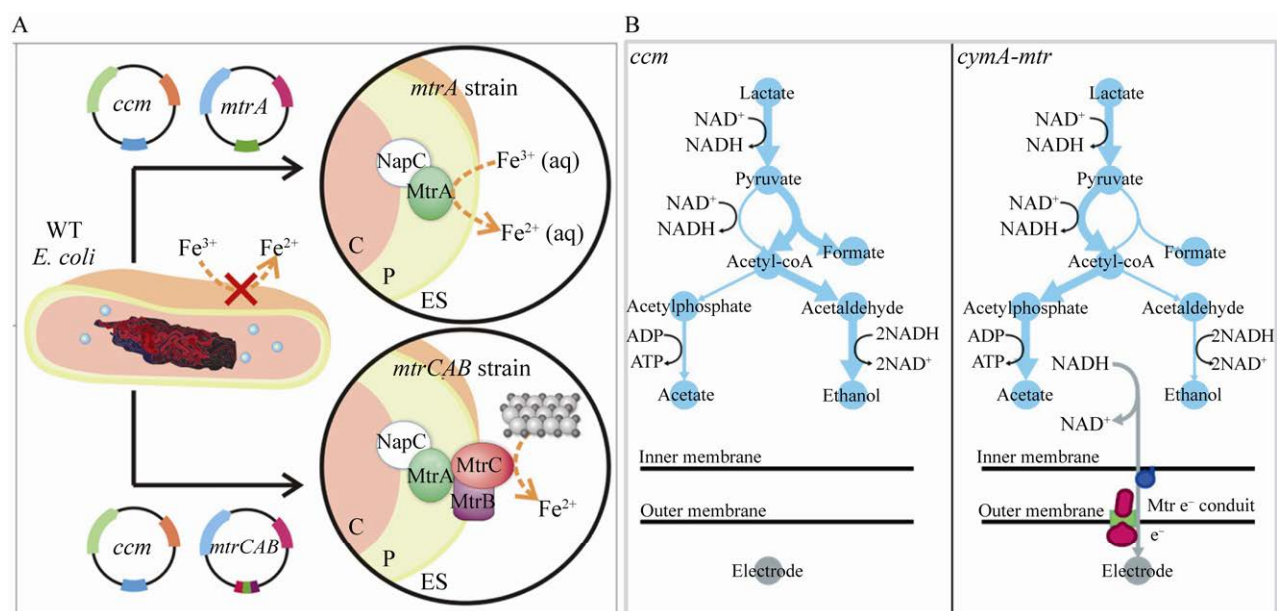 A
ccm
mtrA
mtrA strain
NapC
MtrA
Fe³⁺ (aq)
Fe²⁺ (aq)
C
P
ES
WT
E. coli
Fe³⁺
Fe²⁺
mtrCAB strain
NapC
MtrA
MtrC
MtrB
Fe²⁺
C
P
ES
ccm
mtrCAB
B
ccm
Lactate
NAD⁺
NADH
Pyruvate
NAD⁺
NADH
Formate
Acetyl-coA
Acetylphosphate
Acetaldehyde
ADP
ATP
2NADH
2NAD⁺
Acetate
Ethanol
Inner membrane
Outer membrane
Electrode
cymA-mtr
Lactate
NAD⁺
NADH
Pyruvate
NAD⁺
NADH
Formate
Acetyl-coA
Acetylphosphate
Acetaldehyde
ADP
ATP
NADH
2NADH
2NAD⁺
Acetate
Ethanol
NAD⁺
Inner membrane
Mtr e⁻ conduit
Outer membrane
e⁻
Electrode